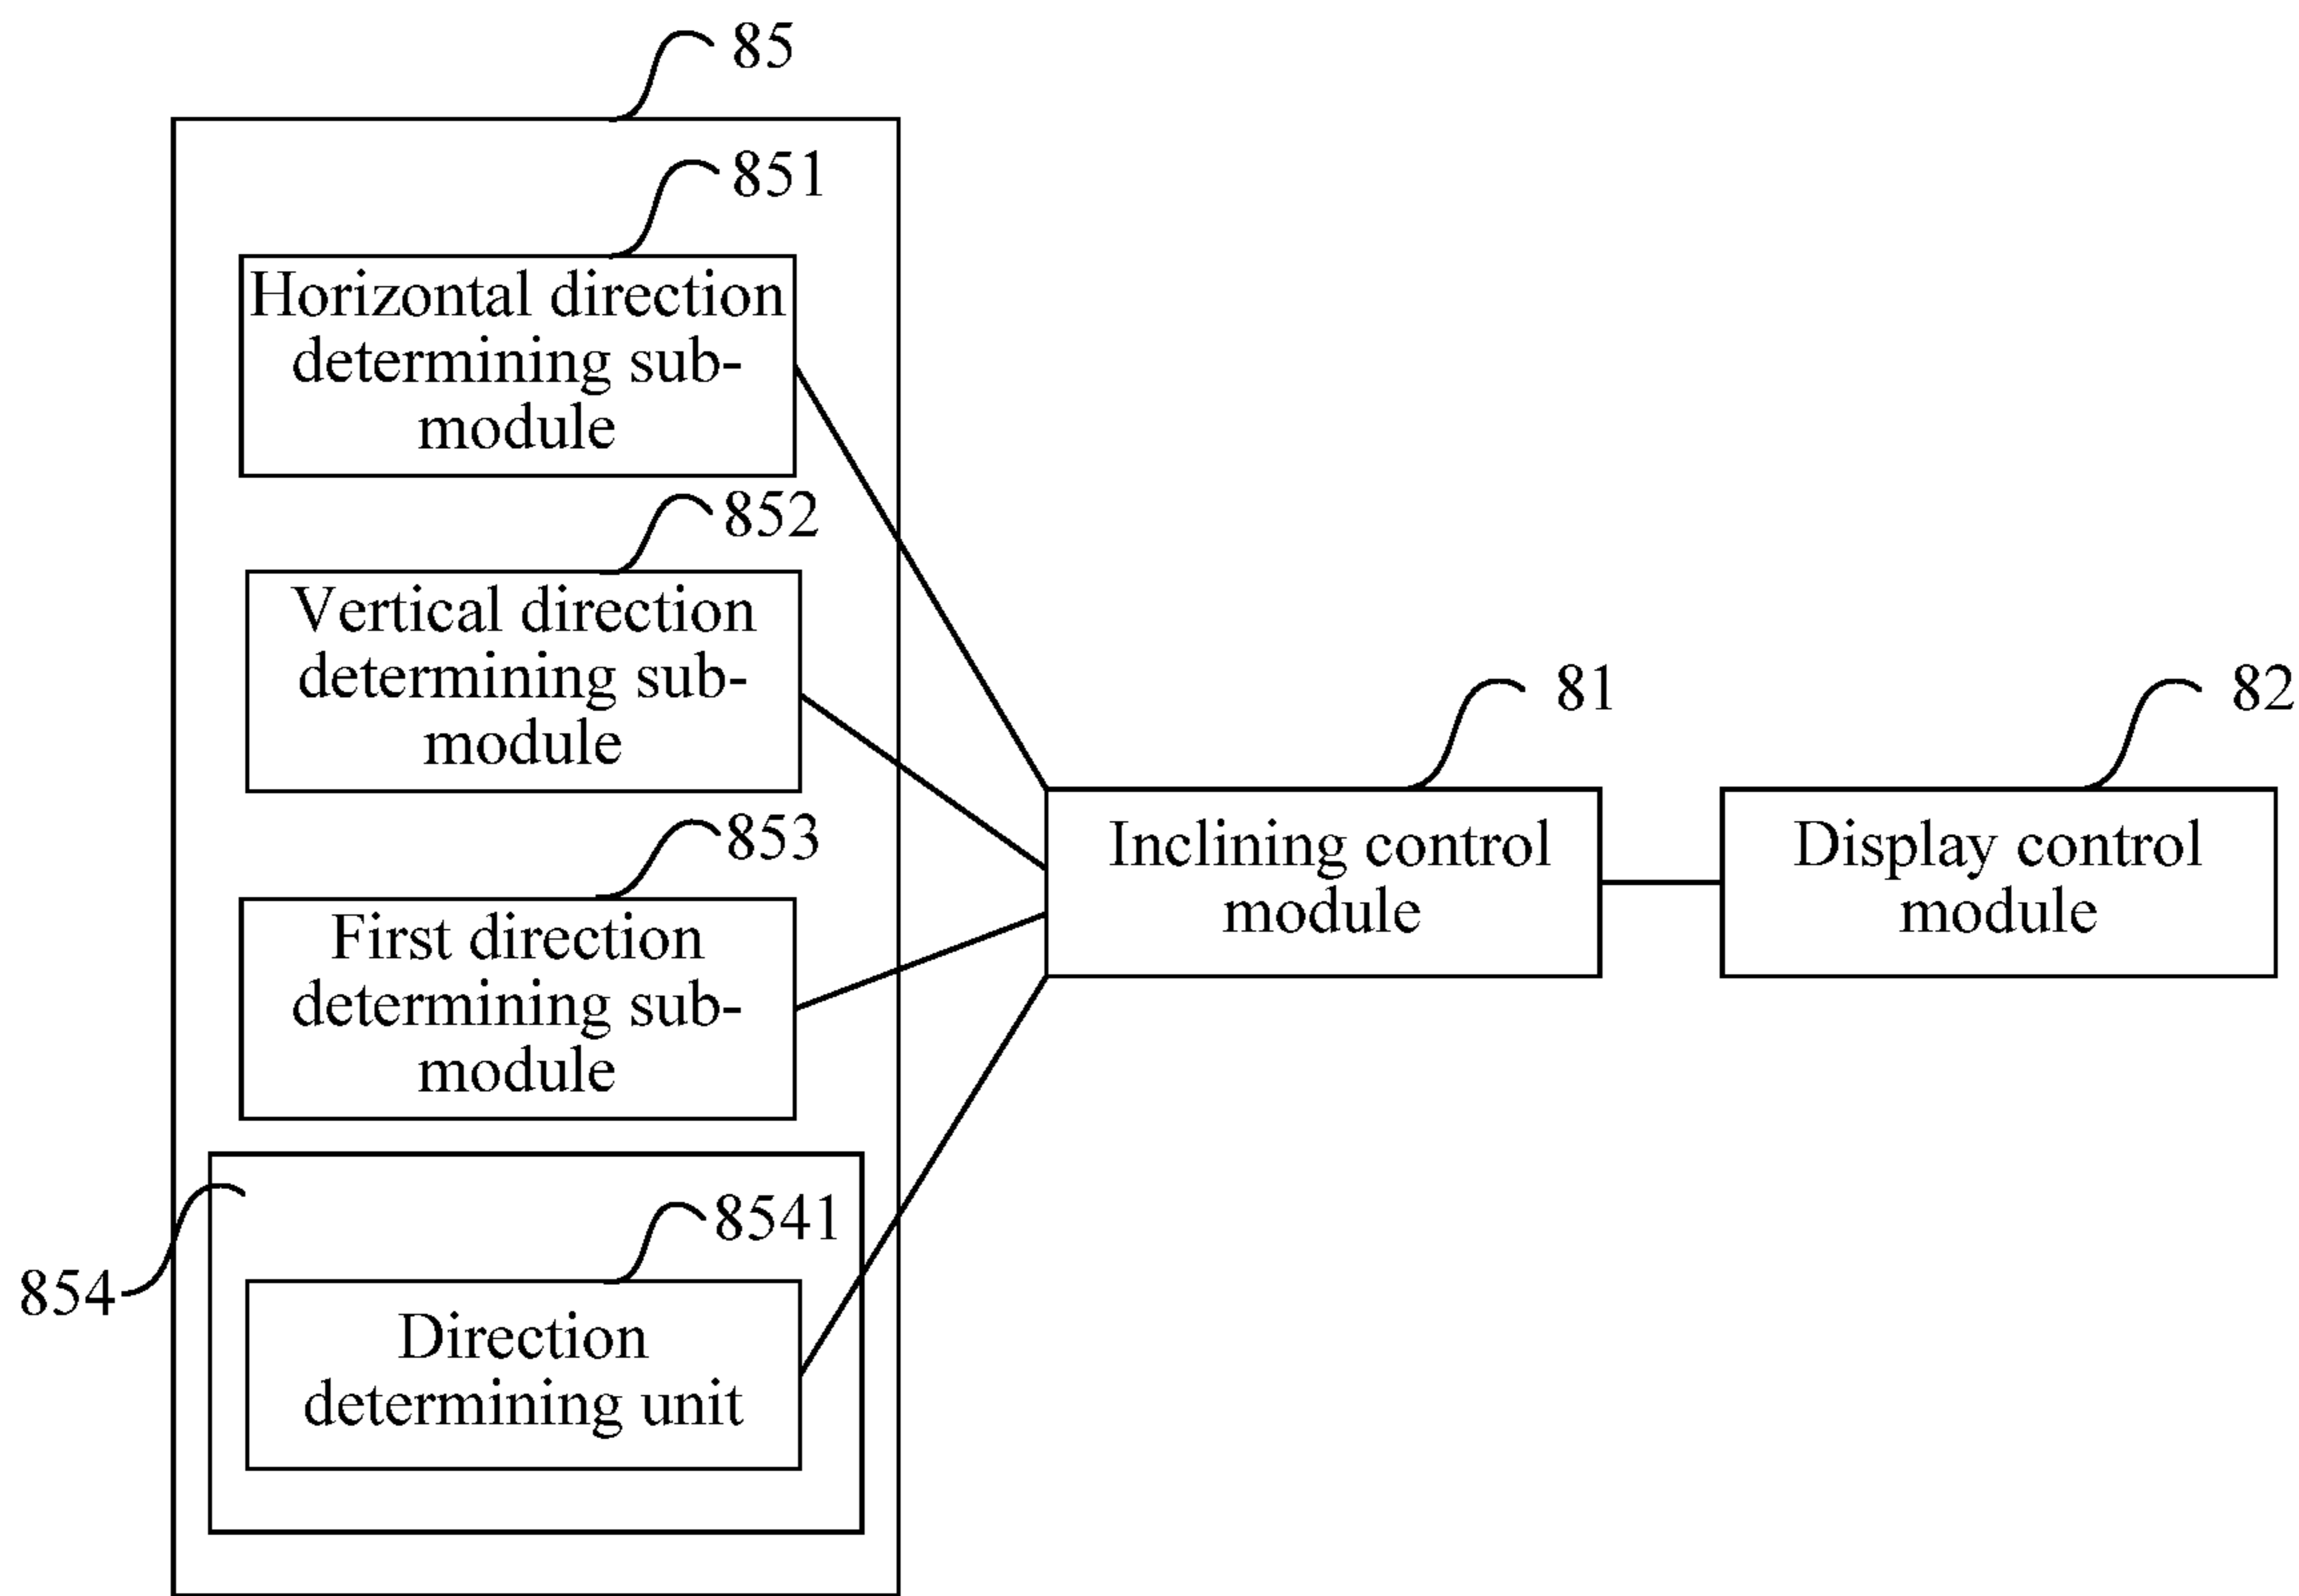 85
851
Horizontal direction
determining sub-
module
852
Vertical direction
determining sub-
module
853
First direction
determining sub-
module
854
8541
Direction
determining unit
81
Inclining control
module
82
Display control
module